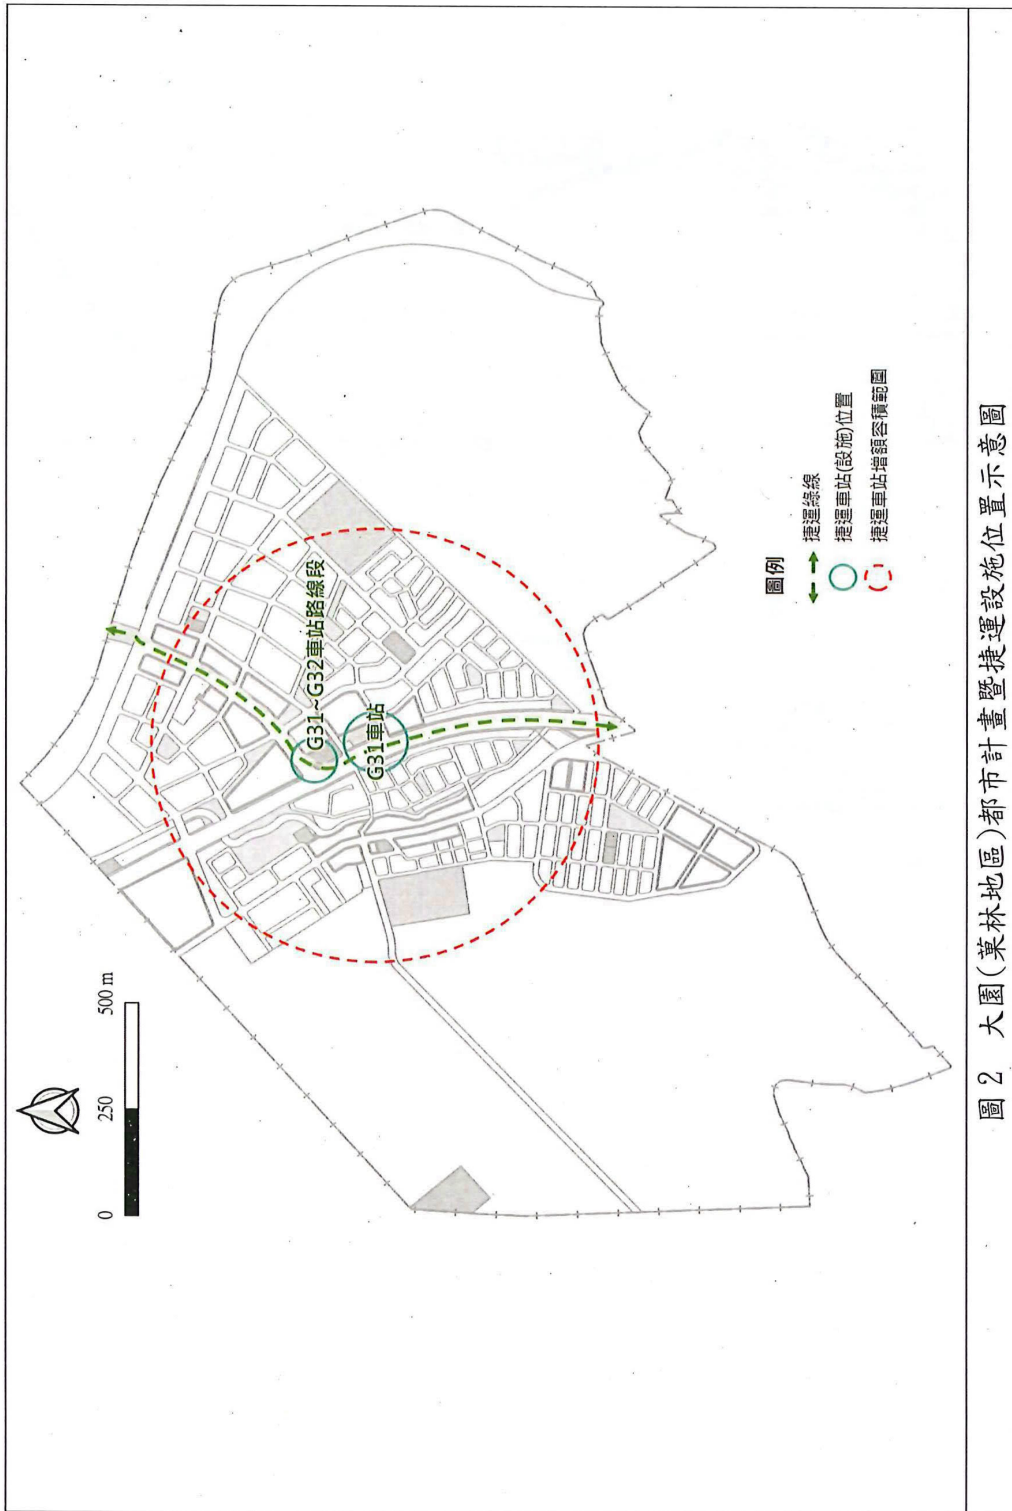 0 250 500 m
G31~G32車站路線段
G31車站
圖例
捷運綠線
捷運車站(設施)位置
捷運車站增額容積範圍
圖 2 大園(菓林地區)都市計畫暨捷運設施位置示意圖